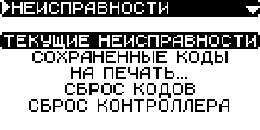 НЕИСПРАВНОСТИ
ТЕКУЩИЕ НЕИСПРАВНОСТИ
СОХРАНЕННЫЕ КОДЫ
НА ПЕЧАТЬ...
СБРОС КОДОВ
СБРОС КОНТРОЛЛЕРА